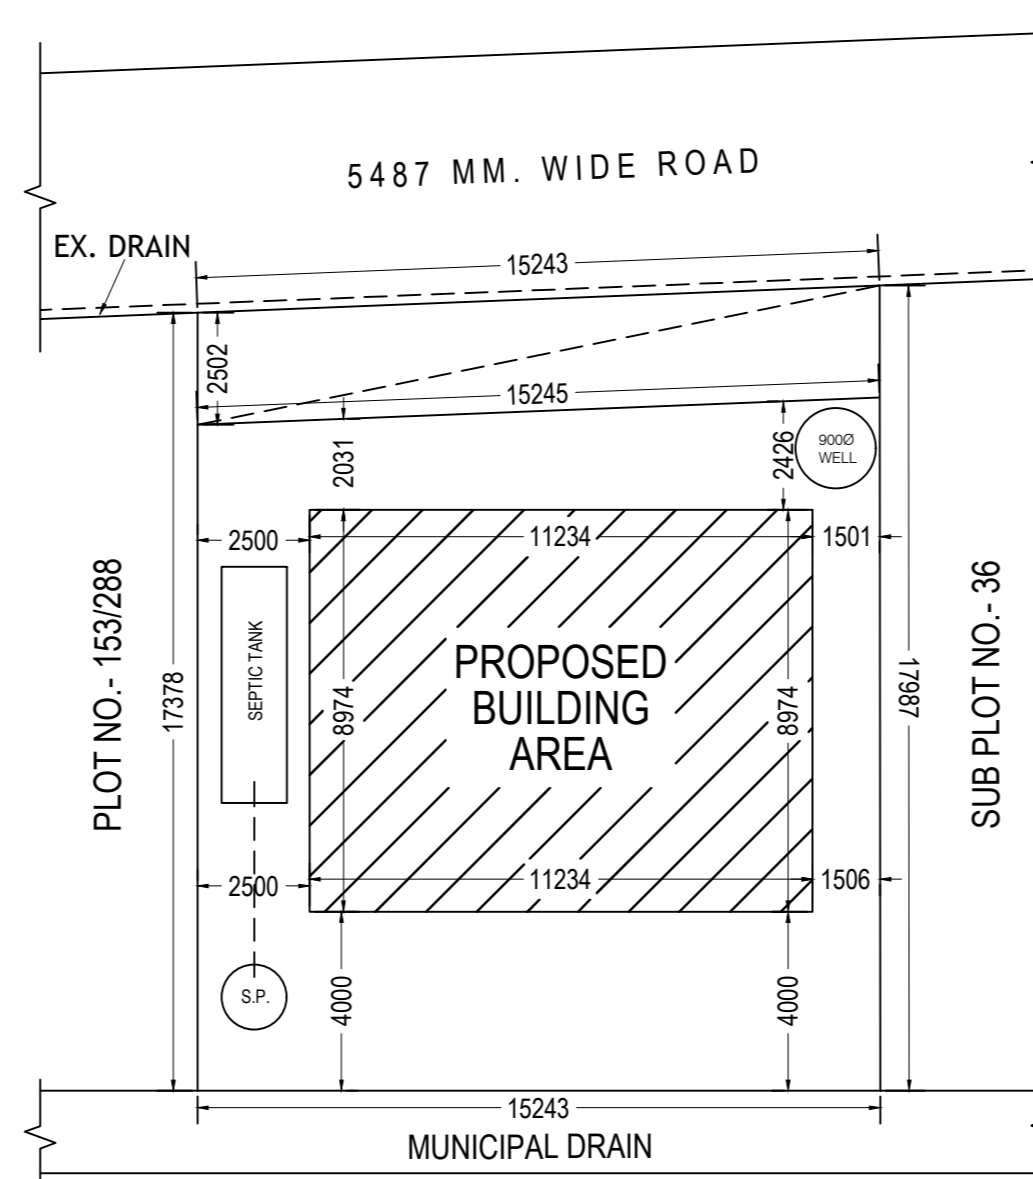 5487 MM. WIDE ROAD
EX. DRAIN
15243
2502
15245
2031
2426
900Ø
WELL
2500
11234
1501
PLOT NO.- 153/288
17378
SEPTIC TANK
8974
PROPOSED
BUILDING
AREA
8974
17987
SUB PLOT NO.- 36
2500
11234
1506
S.P.
4000
4000
15243
MUNICIPAL DRAIN